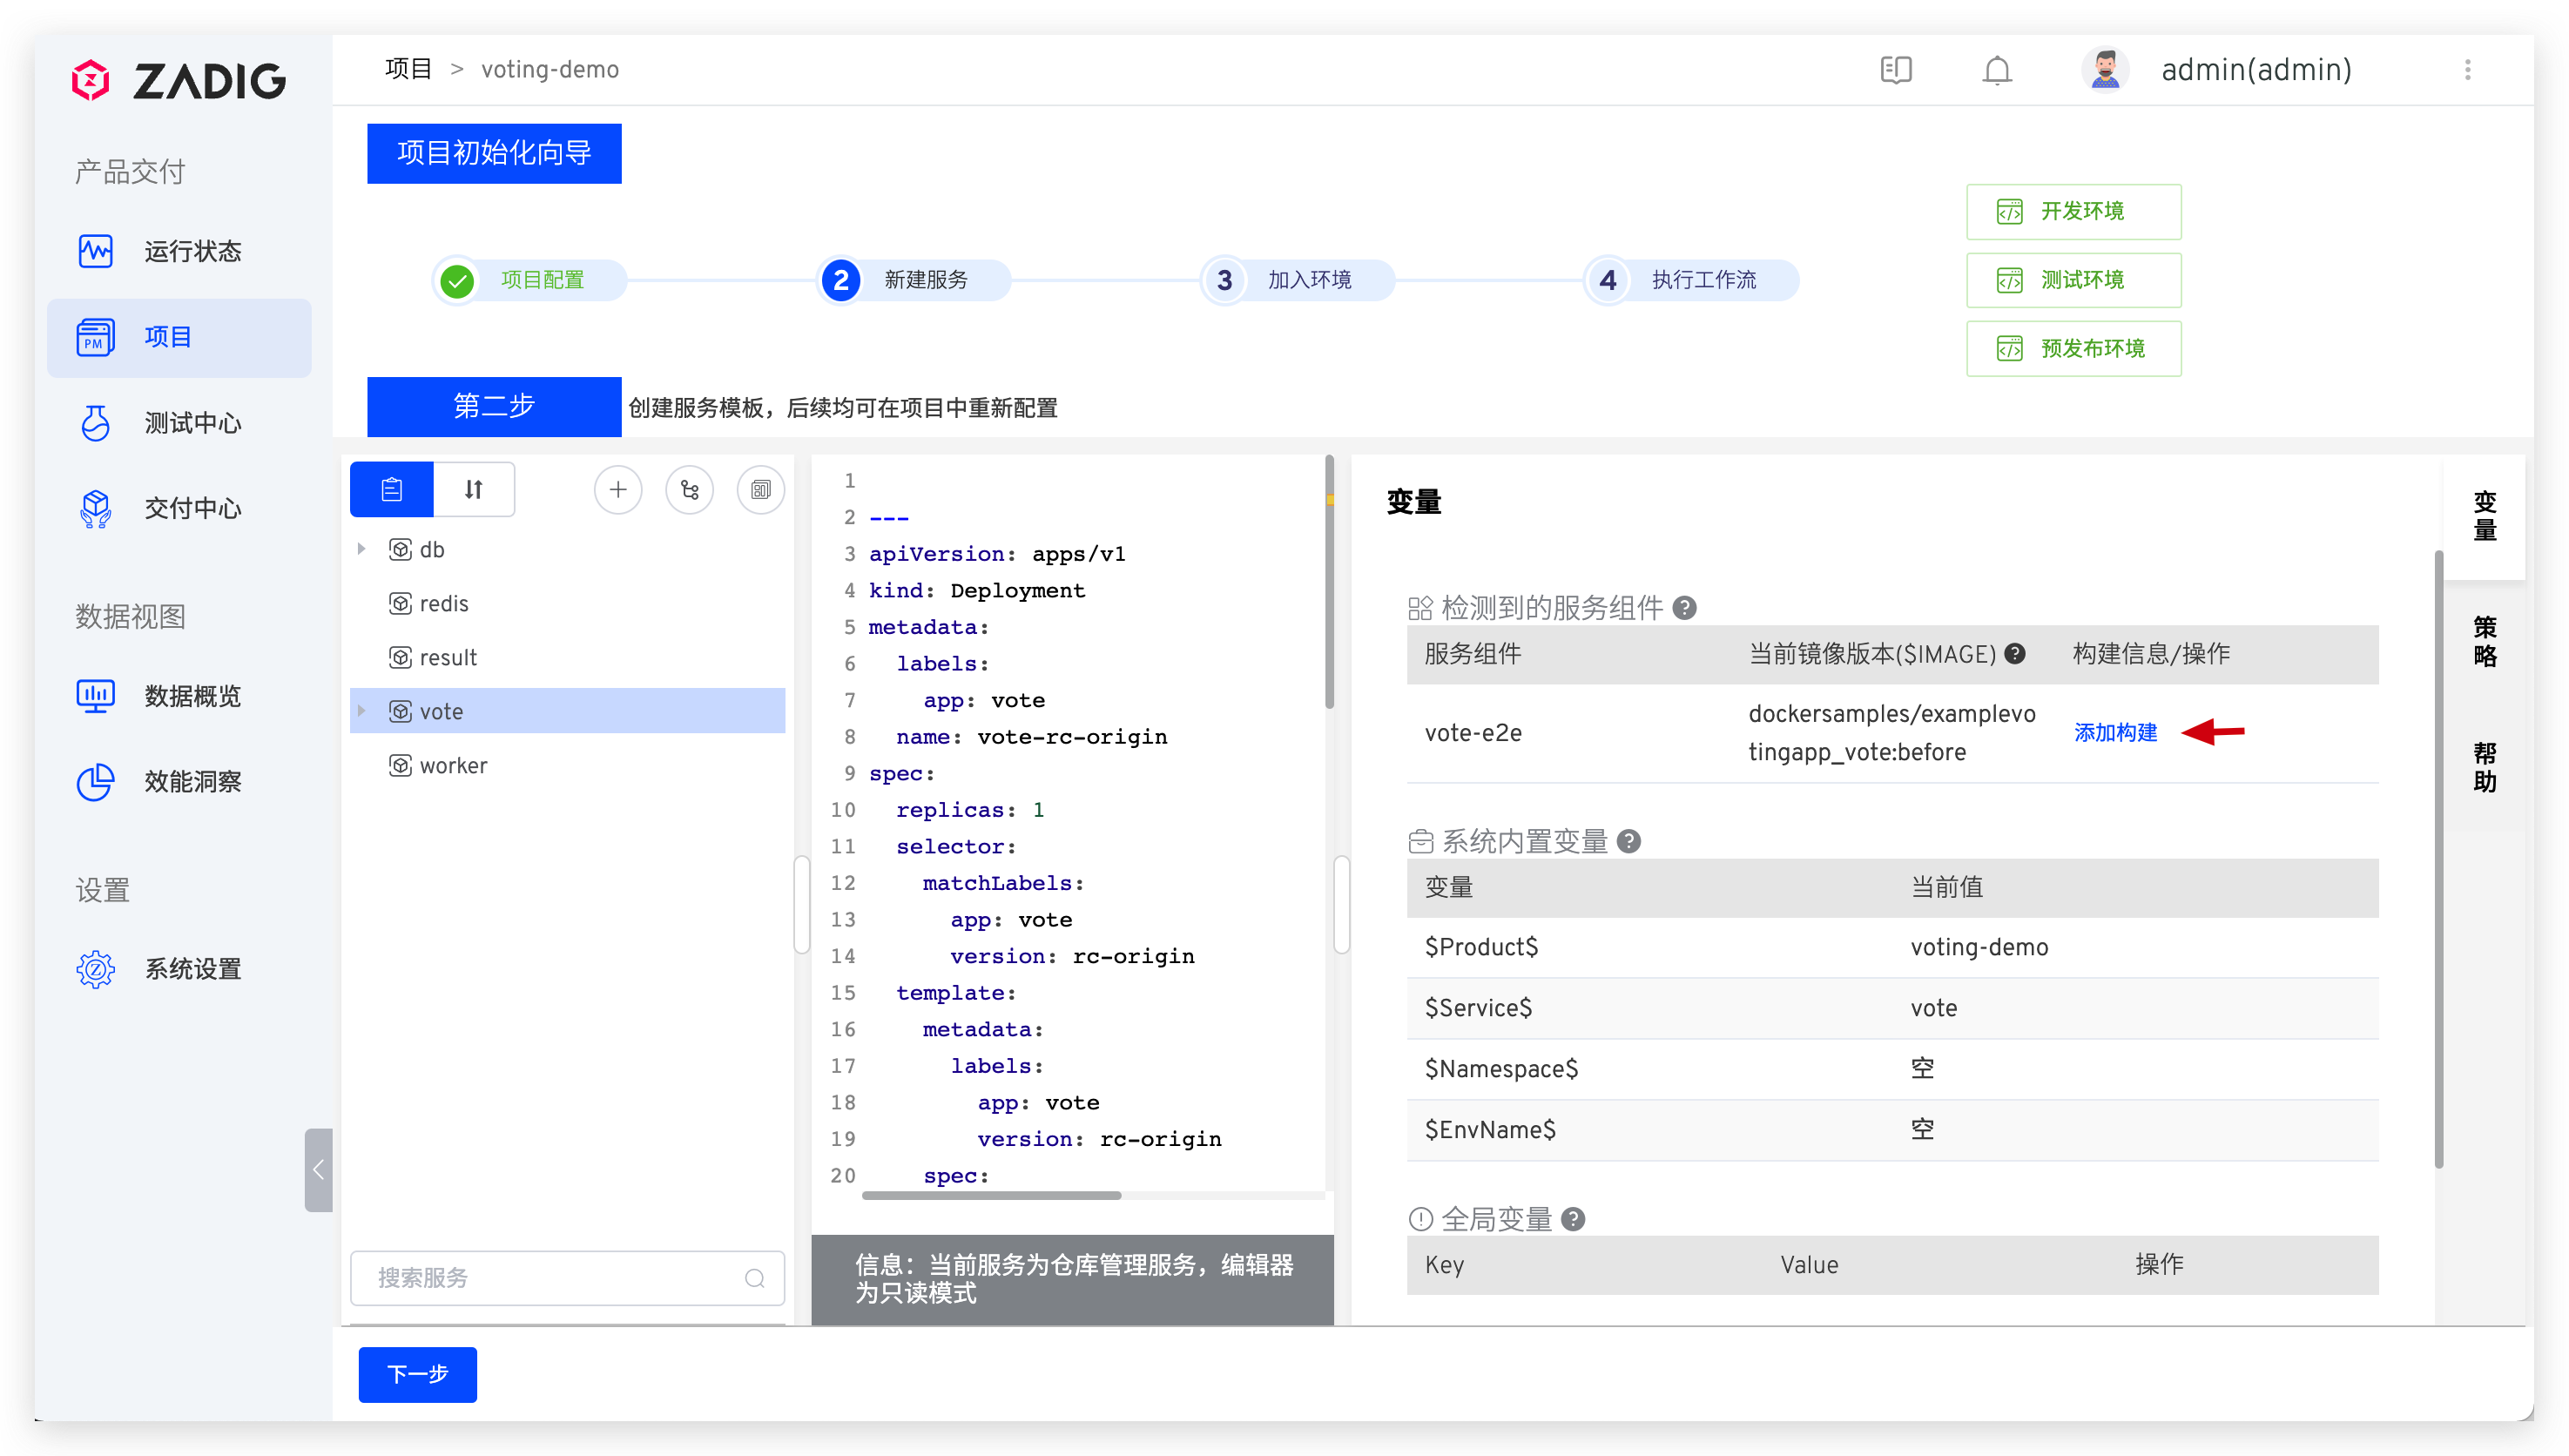 ZADIG
产品交付
运行状态
PM
项目
测试中心
交付中心
数据视图
数据概览
效能洞察
设置
系统设置
项目 > voting-demo
admin(admin)
项目初始化向导
项目配置
2 新建服务
3 加入环境
4 执行工作流
开发环境
测试环境
预发布环境
第二步 创建服务模板，后续均可在项目中重新配置
db
redis
result
vote
worker
搜索服务
1
2 ---
3 apiVersion: apps/v1
4 kind: Deployment
5 metadata:
6 labels:
7 app: vote
8 name: vote-rc-origin
9 spec:
10 replicas: 1
11 selector:
12 matchLabels:
13 app: vote
14 version: rc-origin
15 template:
16 metadata:
17 labels:
18 app: vote
19 version: rc-origin
20 spec:
信息：当前服务为仓库管理服务，编辑器
为只读模式
变量
检测到的服务组件 ?
服务组件 当前镜像版本($IMAGE) ? 构建信息/操作
vote-e2e dockersamples/examplevo
tingapp_vote:before 添加构建
系统内置变量 ?
变量 当前值
$Product$ voting-demo
$Service$ vote
$Namespace$ 空
$EnvName$ 空
全局变量 ?
Key Value 操作
变量
策略
帮助
下一步